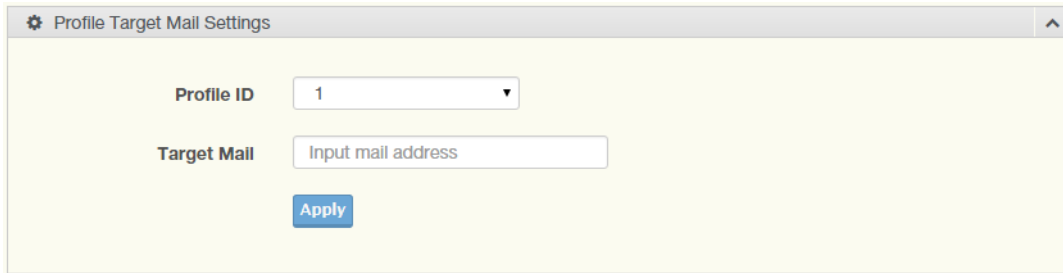 Profile Target Mail Settings
Profile ID 1
Target Mail Input mail address
Apply